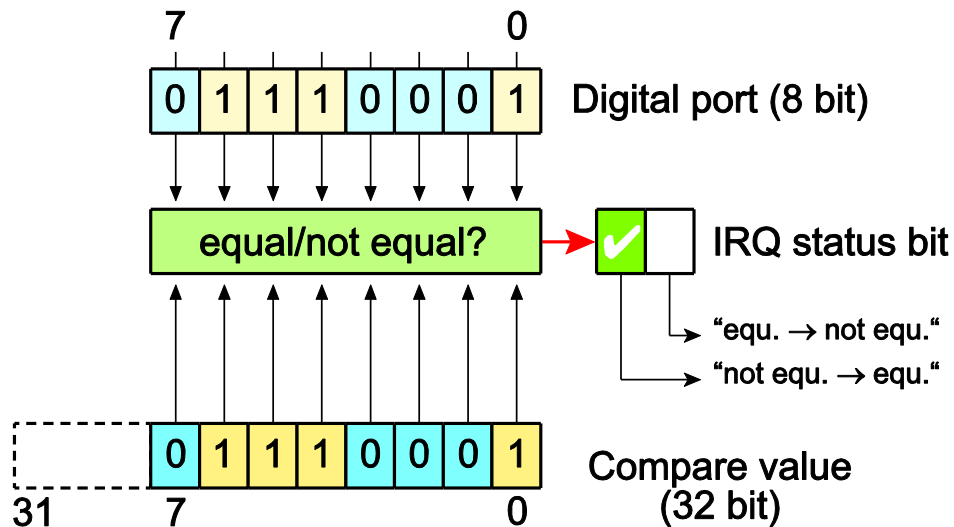 7 0
0 1 1 1 0 0 0 1 Digital port (8 bit)
equal/not equal? ✓ IRQ status bit
“equ. → not equ.“
“not equ. → equ.“
0 1 1 1 0 0 0 1 Compare value
31 7 0 (32 bit)